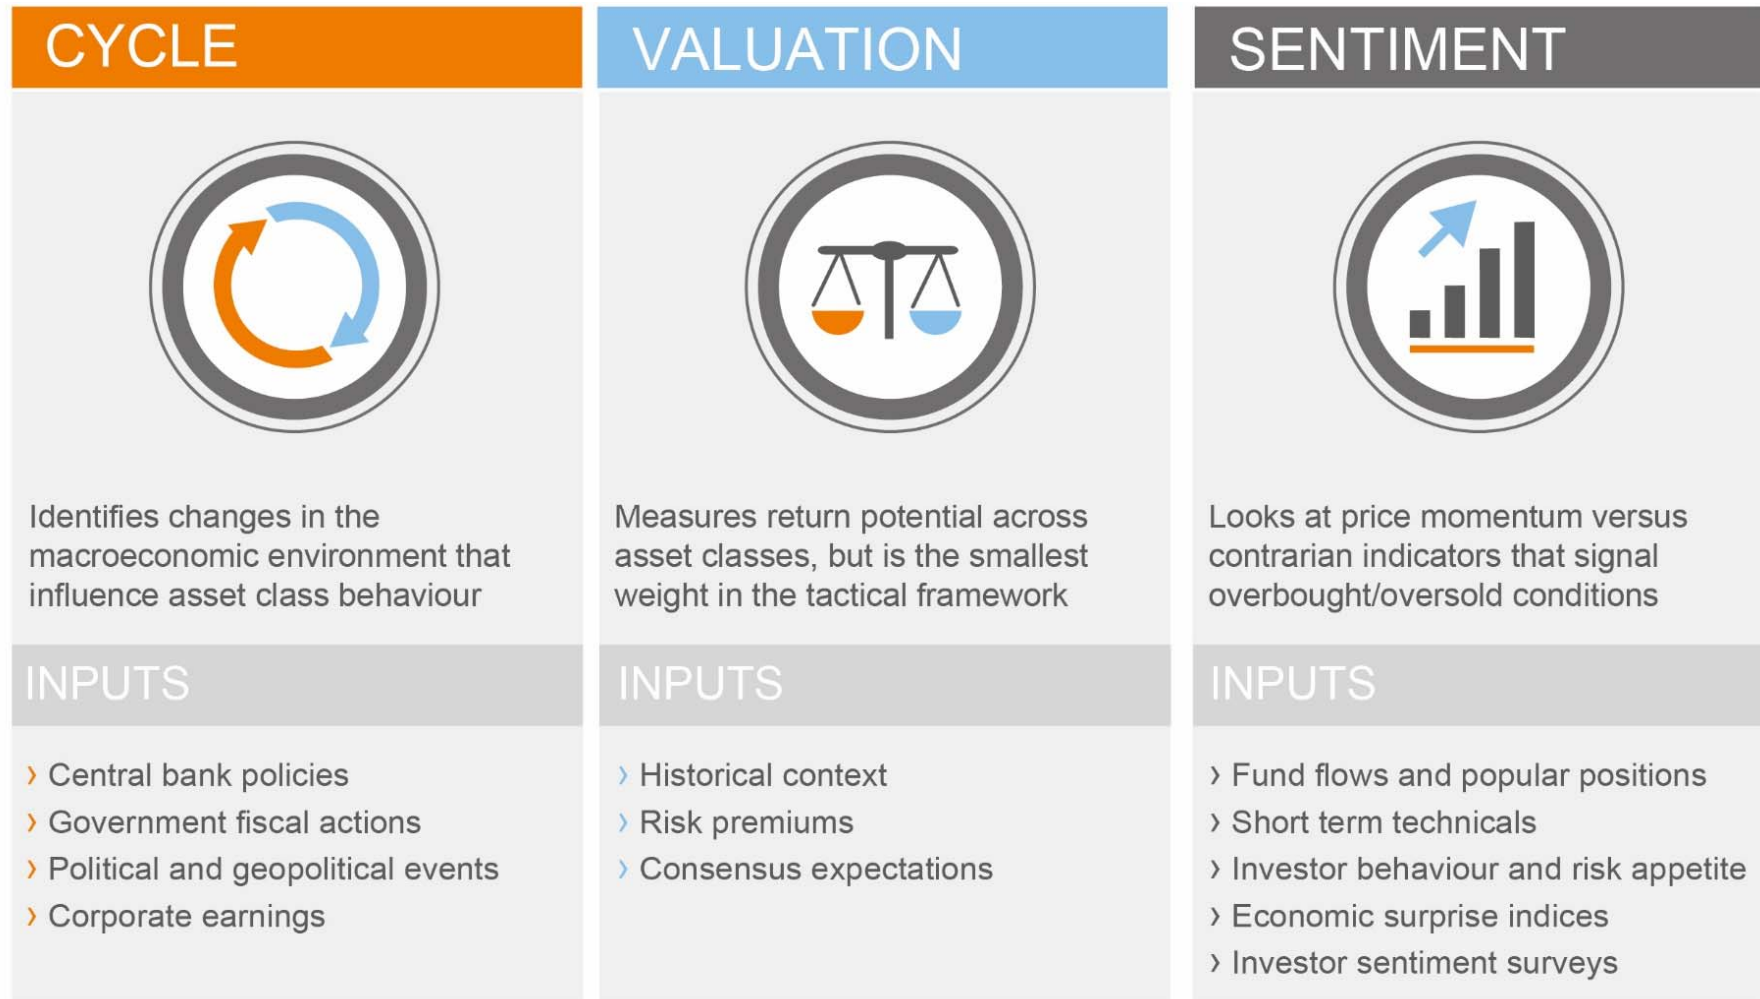 CYCLE
Identifies changes in the
macroeconomic environment that
influence asset class behaviour
INPUTS
› Central bank policies
› Government fiscal actions
› Political and geopolitical events
› Corporate earnings
VALUATION
Measures return potential across
asset classes, but is the smallest
weight in the tactical framework
INPUTS
› Historical context
› Risk premiums
› Consensus expectations
SENTIMENT
Looks at price momentum versus
contrarian indicators that signal
overbought/oversold conditions
INPUTS
› Fund flows and popular positions
› Short term technicals
› Investor behaviour and risk appetite
› Economic surprise indices
› Investor sentiment surveys